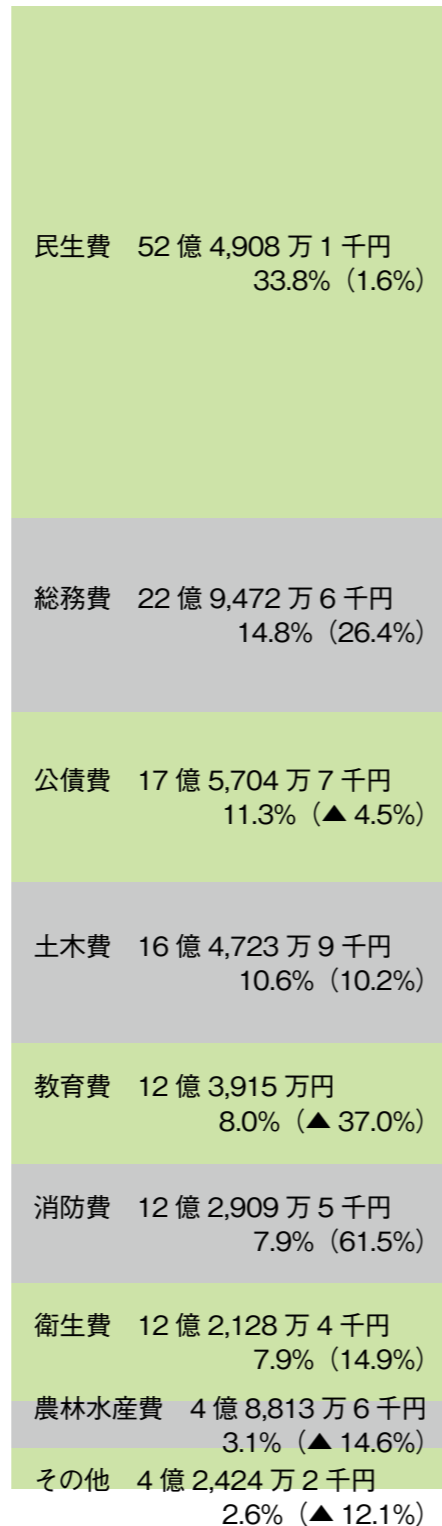 民生費　52 億 4,908 万 1 千円
33.8%（1.6%）
総務費　22 億 9,472 万 6 千円
14.8%（26.4%）
公債費　17 億 5,704 万 7 千円
11.3%（▲ 4.5%）
土木費　16 億 4,723 万 9 千円
10.6%（10.2%）
教育費　12 億 3,915 万円
8.0%（▲ 37.0%）
消防費　12 億 2,909 万 5 千円
7.9%（61.5%）
衛生費　12 億 2,128 万 4 千円
7.9%（14.9%）
農林水産費　4 億 8,813 万 6 千円
3.1%（▲ 14.6%）
その他　4 億 2,424 万 2 千円
2.6%（▲ 12.1%）